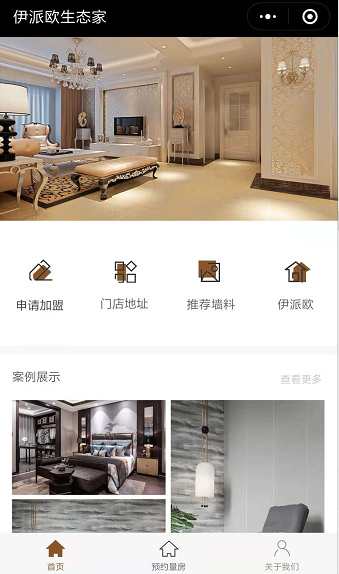 伊派欧生态家
申请加盟
门店地址
推荐墙料
伊派欧
案例展示
查看更多
首页
预约量房
关于我们